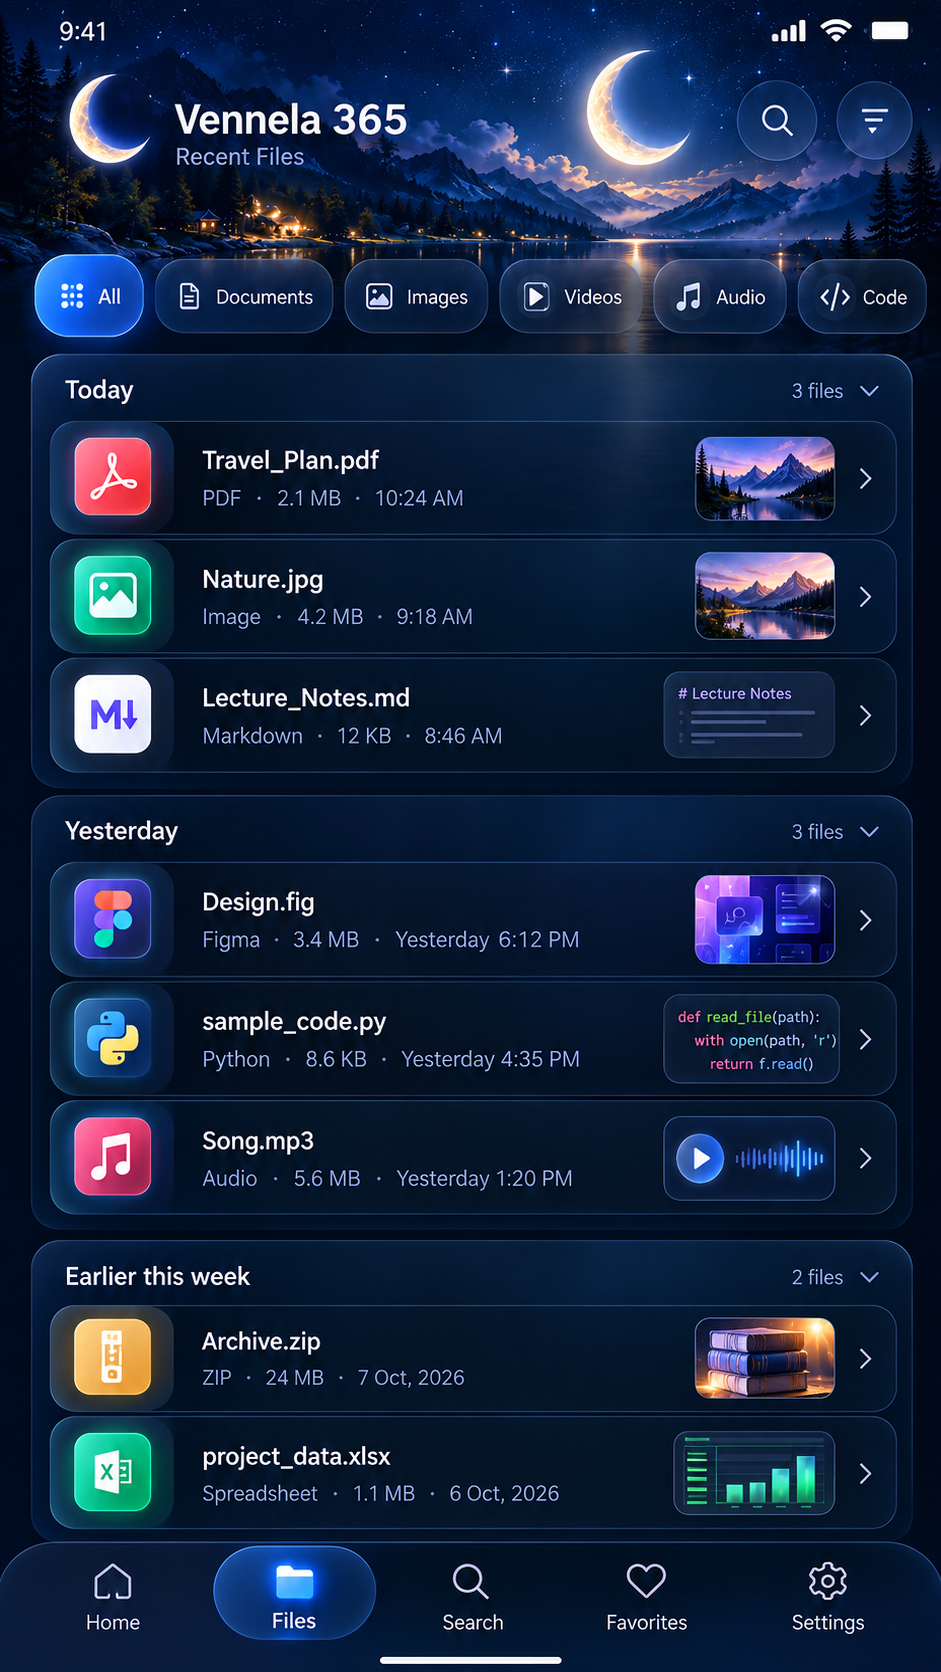 9:41
Vennela 365
Recent Files
All
Documents
Images
Videos
Audio
Code
Today
3 files
Travel_Plan.pdf
PDF · 2.1 MB · 10:24 AM
Nature.jpg
Image · 4.2 MB · 9:18 AM
M
Lecture_Notes.md
Markdown · 12 KB · 8:46 AM
# Lecture Notes
Yesterday
3 files
Design.fig
Figma · 3.4 MB · Yesterday 6:12 PM
sample_code.py
Python · 8.6 KB · Yesterday 4:35 PM
def read_file(path):
with open(path, 'r')
return f.read()
Song.mp3
Audio · 5.6 MB · Yesterday 1:20 PM
Earlier this week
2 files
Archive.zip
ZIP · 24 MB · 7 Oct, 2026
X
project_data.xlsx
Spreadsheet · 1.1 MB · 6 Oct, 2026
Home
Files
Search
Favorites
Settings